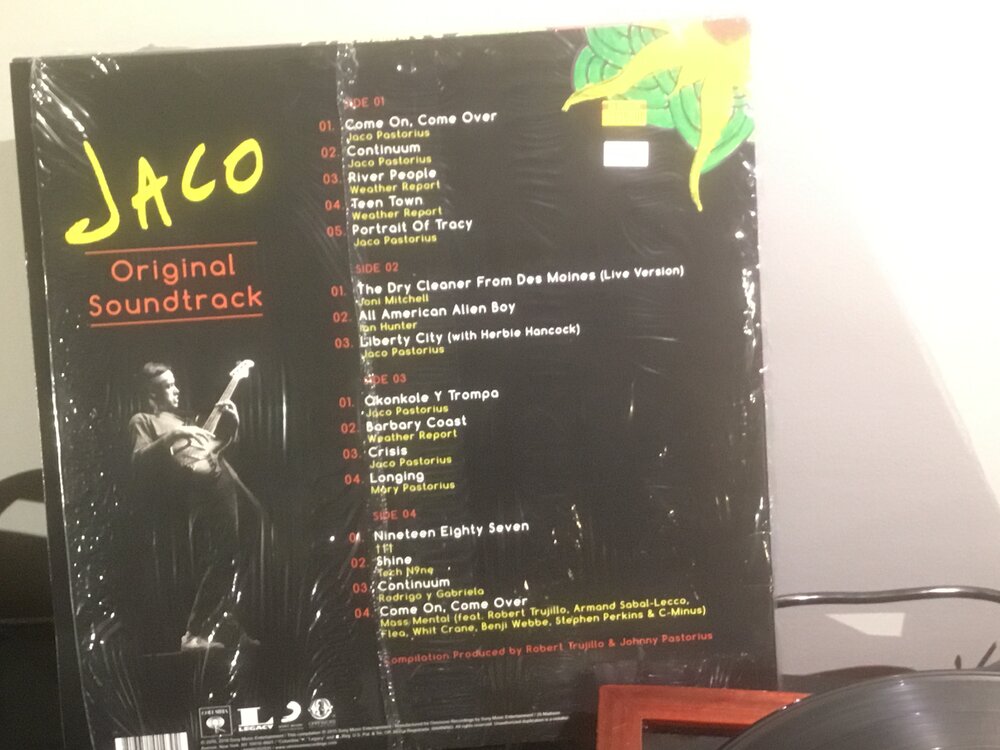 JACO
Original
Soundtrack
SIDE 01
01. Come On, Come Over
Jaco Pastorius
02. Continuum
Jaco Pastorius
03. River People
Weather Report
04. Teen Town
Weather Report
05. Portrait Of Tracy
Jaco Pastorius
SIDE 02
01. The Dry Cleaner From Des Moines (Live Version)
Joni Mitchell
02. All American Alien Boy
Ian Hunter
03. Liberty City (with Herbie Hancock)
Jaco Pastorius
SIDE 03
01. Okonkole Y Trompa
Jaco Pastorius
02. Barbary Coast
Weather Report
03. Crisis
Jaco Pastorius
04. Longing
Mary Pastorius
SIDE 04
01. Nineteen Eighty Seven
†††
02. Shine
Tech N9ne
03. Continuum
Rodrigo y Gabriela
04. Come On, Come Over
Mass Mental (feat. Robert Trujillo, Armand Sabal-Lecco,
Flea, Whit Crane, Benji Webbe, Stephen Perkins & C-Minus)
Compilation Produced by Robert Trujillo & Johnny Pastorius
COLUMBIA
LEGACY